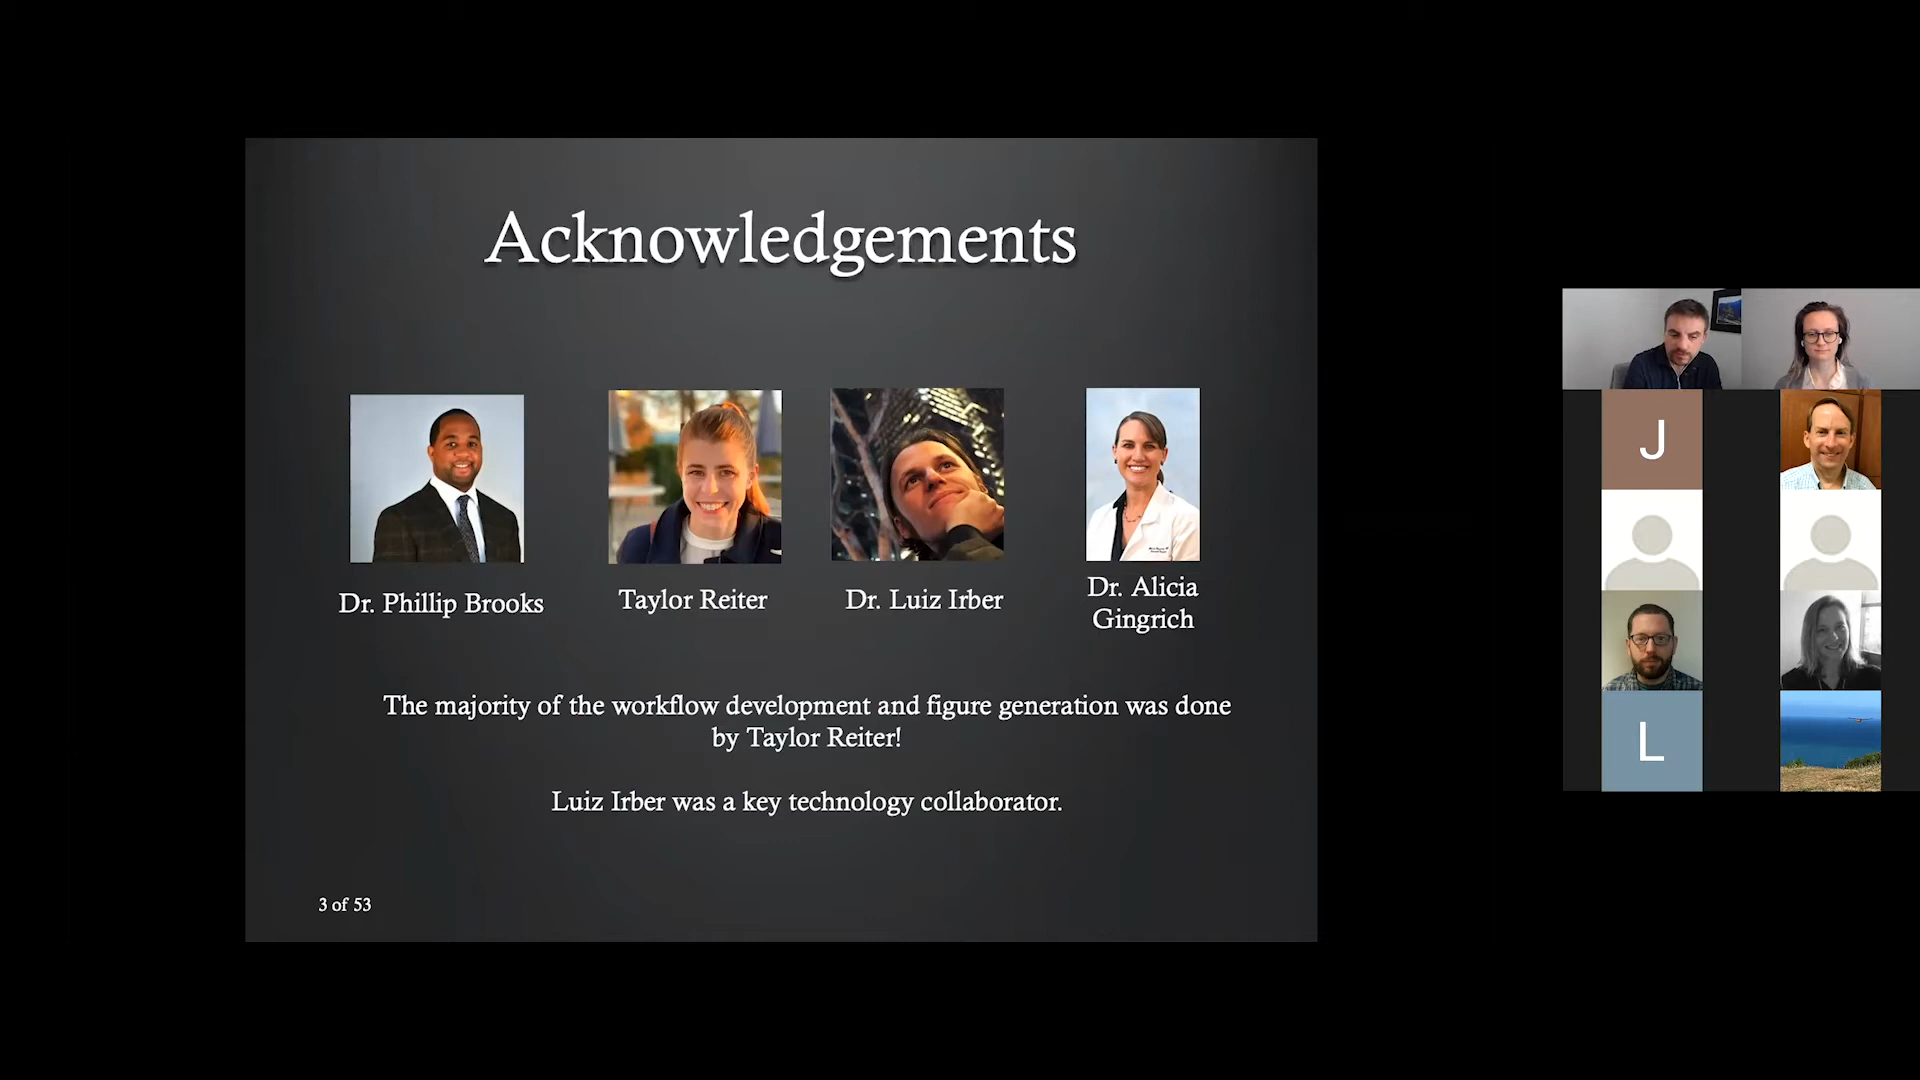 Acknowledgements
Dr. Phillip Brooks
Taylor Reiter
Dr. Luiz Irber
Dr. Alicia
Gingrich
The majority of the workflow development and figure generation was done
by Taylor Reiter!
Luiz Irber was a key technology collaborator.
3 of 53
J
L